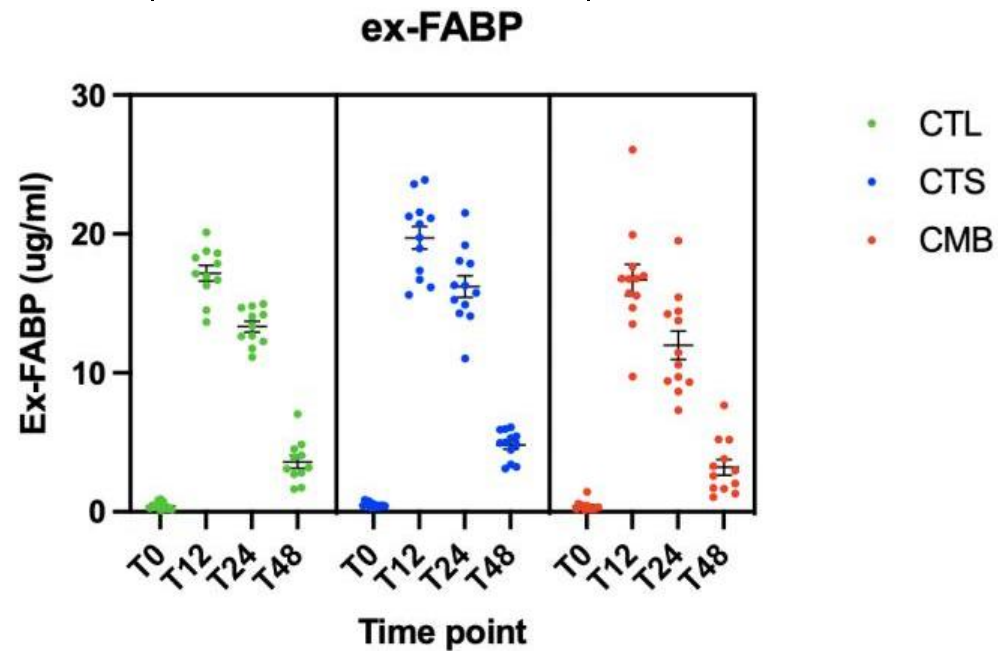 ex-FABP
30
20
10
0
Ex-FABP (ug/ml)
T0 T12 T24 T48 T0 T12 T24 T48 T0 T12 T24 T48
Time point
CTL
CTS
CMB